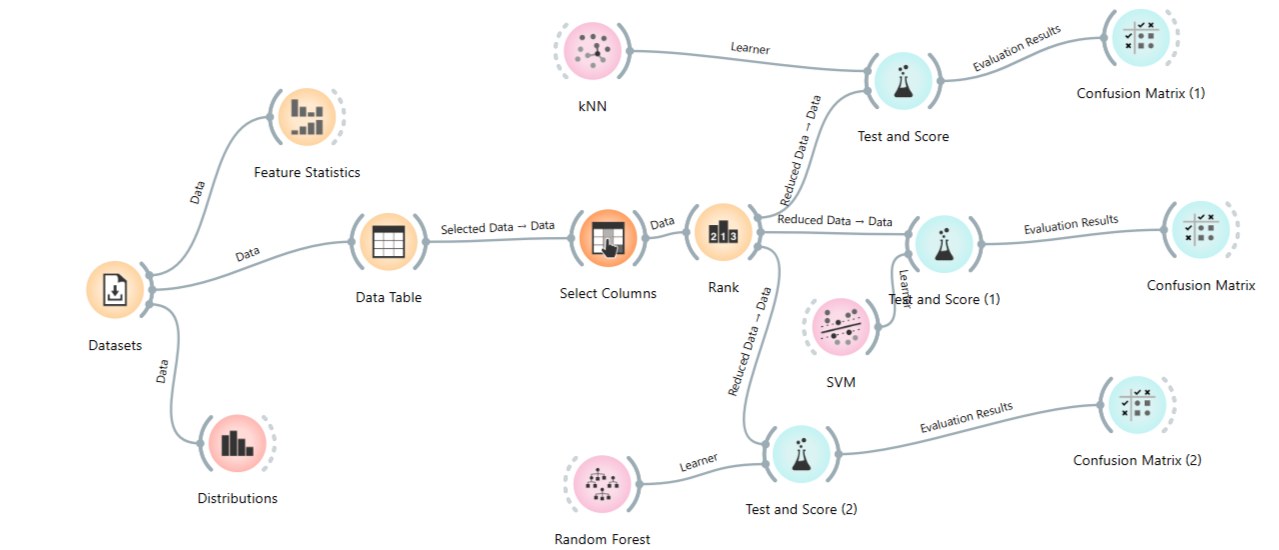 Learner
Evaluation Results
Confusion Matrix (1)
kNN
Test and Score
Feature Statistics
Data
Reduced Data → Data
Data
Data Table
Selected Data → Data
Select Columns
Data
2 1 3
Rank
Reduced Data → Data
Evaluation Results
Confusion Matrix
Learner
Test and Score (1)
Datasets
Data
Distributions
SVM
Reduced Data → Data
Learner
Random Forest
Test and Score (2)
Evaluation Results
Confusion Matrix (2)